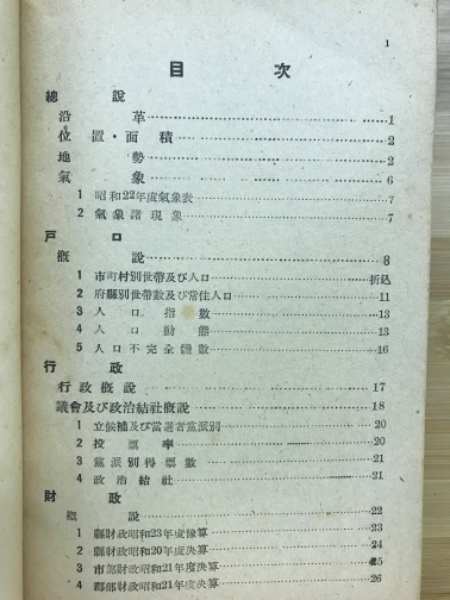 1
目次
總說
沿革 1
位置・面積 2
地勢 2
氣象 6
1 昭和22年度氣象表 7
2 氣象諸現象 7
戶口
概說 8
1 市町村別世帶及び人口 折込
2 府縣別世帶數及び常住人口 11
3 人口指數 13
4 人口動態 13
5 人口不完全體數 16
行政
行政概說 17
議會及び政治結社概說 18
1 立候補及び當選者黨派別 20
2 投票率 20
3 黨派別得票數 21
4 政治結社 21
財政
概說 22
1 縣財政昭和23年度豫算 23
2 縣財政昭和20年度決算 24
3 市部財政昭和21年度決算 25
4 郡部財政昭和21年度決算 26